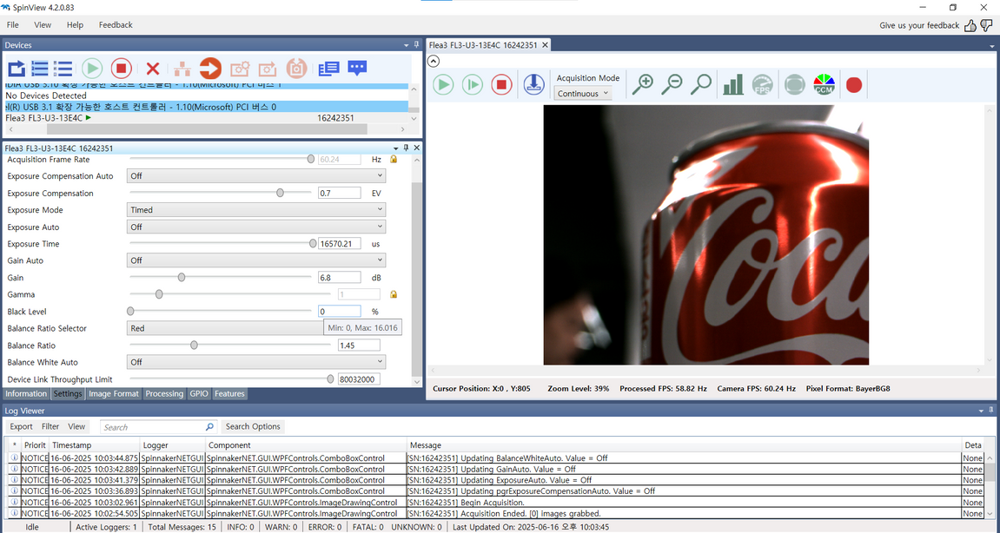 SpinView 4.2.0.83
File View Help Feedback
Give us your feedback
Devices
USB 3.10 확장 가능한 호스트 컨트롤러 - 1.10(Microsoft) PCI 버스 1
No Devices Detected
(R) USB 3.1 확장 가능한 호스트 컨트롤러 - 1.10(Microsoft) PCI 버스 0
Flea3 FL3-U3-13E4C 16242351
Flea3 FL3-U3-13E4C 16242351
Acquisition Frame Rate 60.24 Hz
Exposure Compensation Auto Off
Exposure Compensation 0.7 EV
Exposure Mode Timed
Exposure Auto Off
Exposure Time 16570.21 us
Gain Auto Off
Gain 6.8 dB
Gamma 1
Black Level 0 %
Balance Ratio Selector Red
Min: 0, Max: 16.016
Balance Ratio 1.45
Balance White Auto Off
Device Link Throughput Limit 80032000
Information Settings Image Format Processing GPIO Features
Flea3 FL3-U3-13E4C 16242351
Acquisition Mode
Continuous
FPS
CCM
Coca
Cursor Position: X:0 , Y:805 Zoom Level: 39% Processed FPS: 58.82 Hz Camera FPS: 60.24 Hz Pixel Format: BayerBG8
Log Viewer
Export Filter View Search Search Options
* Priorit Timestamp Logger Component Message Deta
NOTICE 16-06-2025 10:03:44.875 SpinnakerNETGUI SpinnakerNET.GUI.WPFControls.ComboBoxControl [SN:16242351] Updating BalanceWhiteAuto. Value = Off None
NOTICE 16-06-2025 10:03:42.889 SpinnakerNETGUI SpinnakerNET.GUI.WPFControls.ComboBoxControl [SN:16242351] Updating GainAuto. Value = Off None
NOTICE 16-06-2025 10:03:41.379 SpinnakerNETGUI SpinnakerNET.GUI.WPFControls.ComboBoxControl [SN:16242351] Updating ExposureAuto. Value = Off None
NOTICE 16-06-2025 10:03:36.893 SpinnakerNETGUI SpinnakerNET.GUI.WPFControls.ComboBoxControl [SN:16242351] Updating pgrExposureCompensationAuto. Value = Off None
NOTICE 16-06-2025 10:03:02.961 SpinnakerNETGUI SpinnakerNET.GUI.WPFControls.ImageDrawingControl [SN:16242351] Begin Acquisition. None
NOTICE 16-06-2025 10:02:54.505 SpinnakerNETGUI SpinnakerNET.GUI.WPFControls.ImageDrawingControl [SN:16242351] Acquisition Ended. [0] images grabbed. None
Idle Active Loggers: 1 Total Messages: 15 INFO: 0 WARN: 0 ERROR: 0 FATAL: 0 UNKNOWN: 0 Last Updated On: 2025-06-16 오후 10:03:45